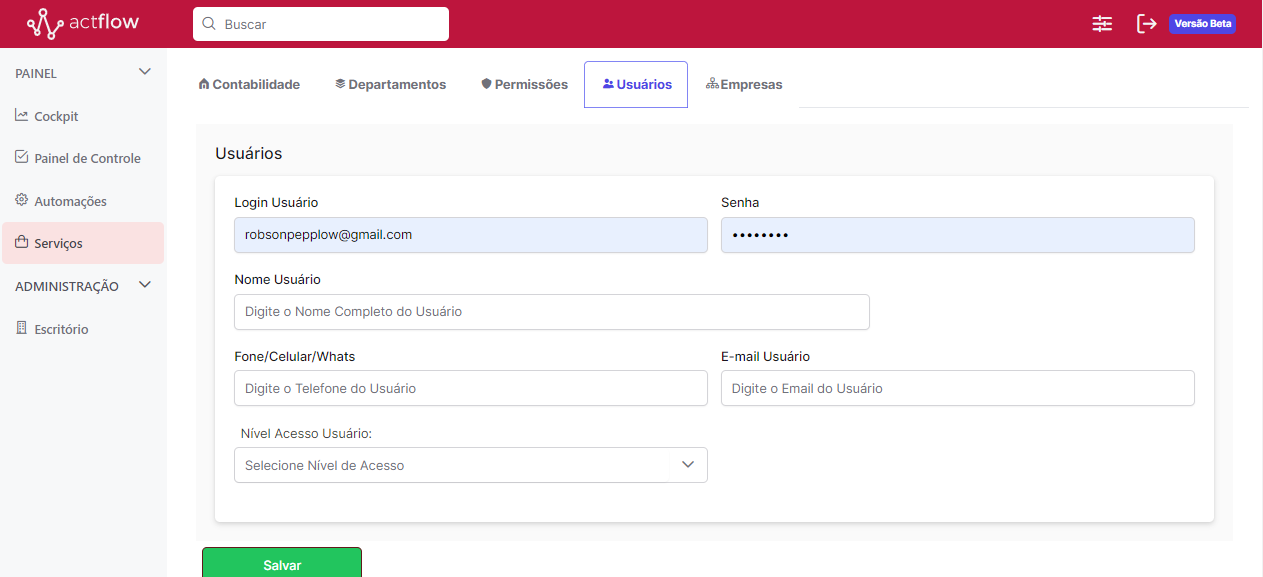 actflow
Buscar
Versão Beta
PAINEL
Cockpit
Painel de Controle
Automações
Serviços
ADMINISTRAÇÃO
Escritório
Contabilidade
Departamentos
Permissões
Usuários
Empresas
Usuários
Login Usuário
Senha
robsonpepplow@gmail.com
••••••••
Nome Usuário
Digite o Nome Completo do Usuário
Fone/Celular/Whats
E-mail Usuário
Digite o Telefone do Usuário
Digite o Email do Usuário
Nível Acesso Usuário:
Selecione Nível de Acesso
Salvar